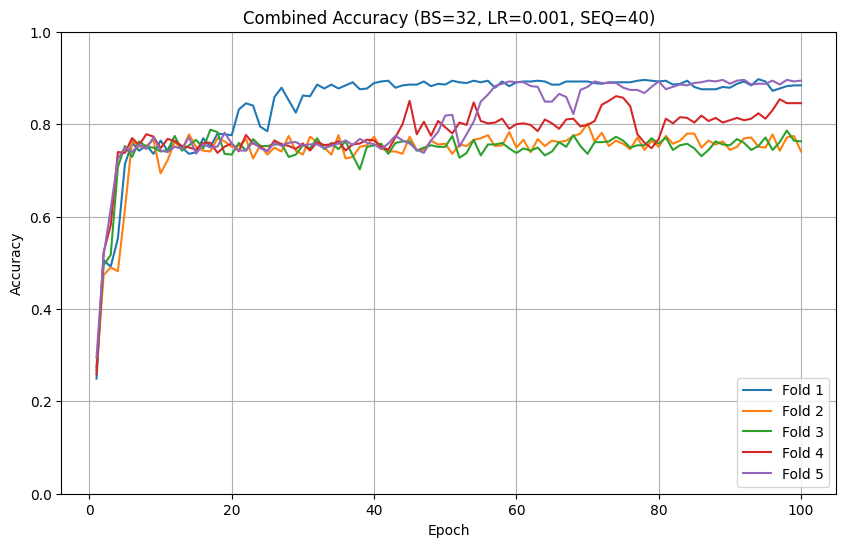 Combined Accuracy (BS=32, LR=0.001, SEQ=40)
1.0
0.8
0.6
0.4
0.2
0.0
Accuracy
0 20 40 60 80 100
Epoch
Fold 1
Fold 2
Fold 3
Fold 4
Fold 5